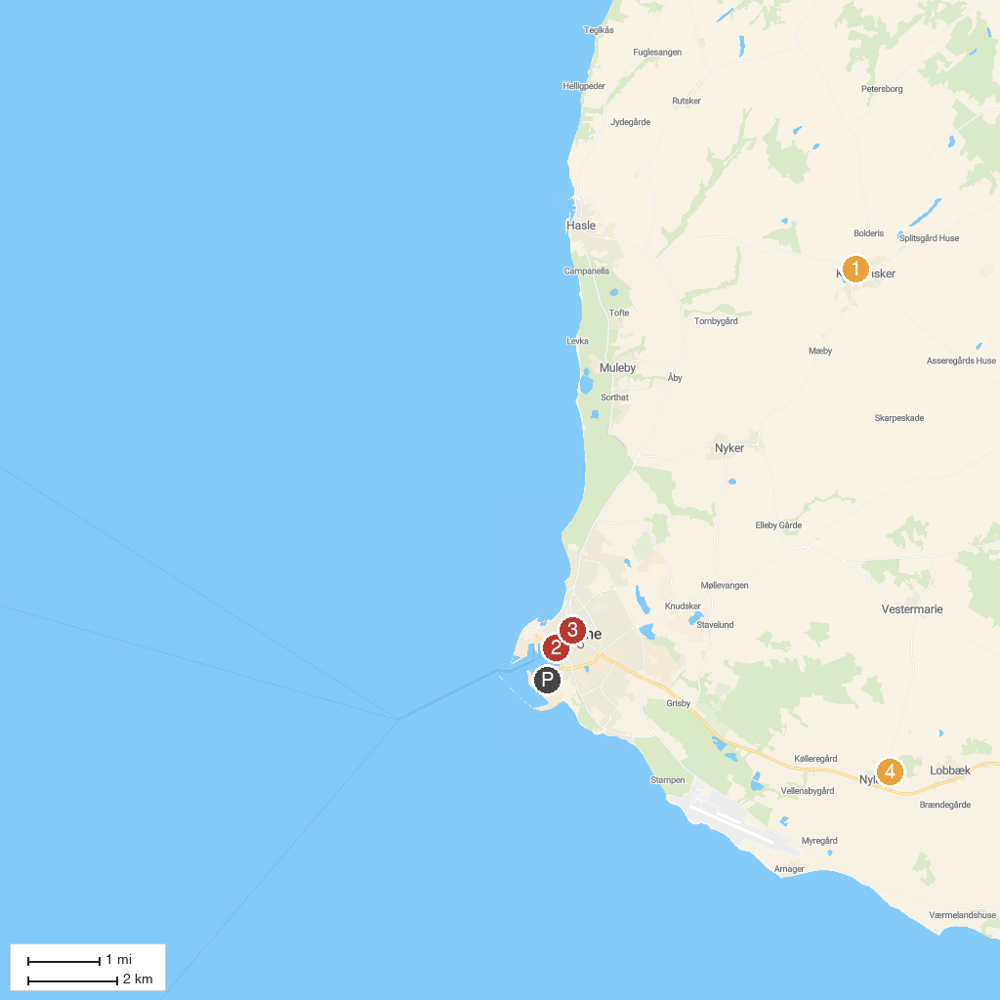 Teglkås
Fuglesangen
Helligpeder
Petersborg
Rutsker
Jydegårde
Hasle
Bolderis
Splitsgård Huse
Campanella
1
Tofte
Tornbygård
Levka
Mæby
Asseregårds Huse
Muleby
Åby
Sorthat
Skarpeskade
Nyker
Elleby Gårde
Møllevangen
Knudsker
Vestermarie
Stavelund
3
2
P
Grisby
Kølleregård
4
Lobbæk
Stampen
Vellensbygård
Brændegårde
Myregård
Arnager
Værmelandshuse
1 mi
2 km